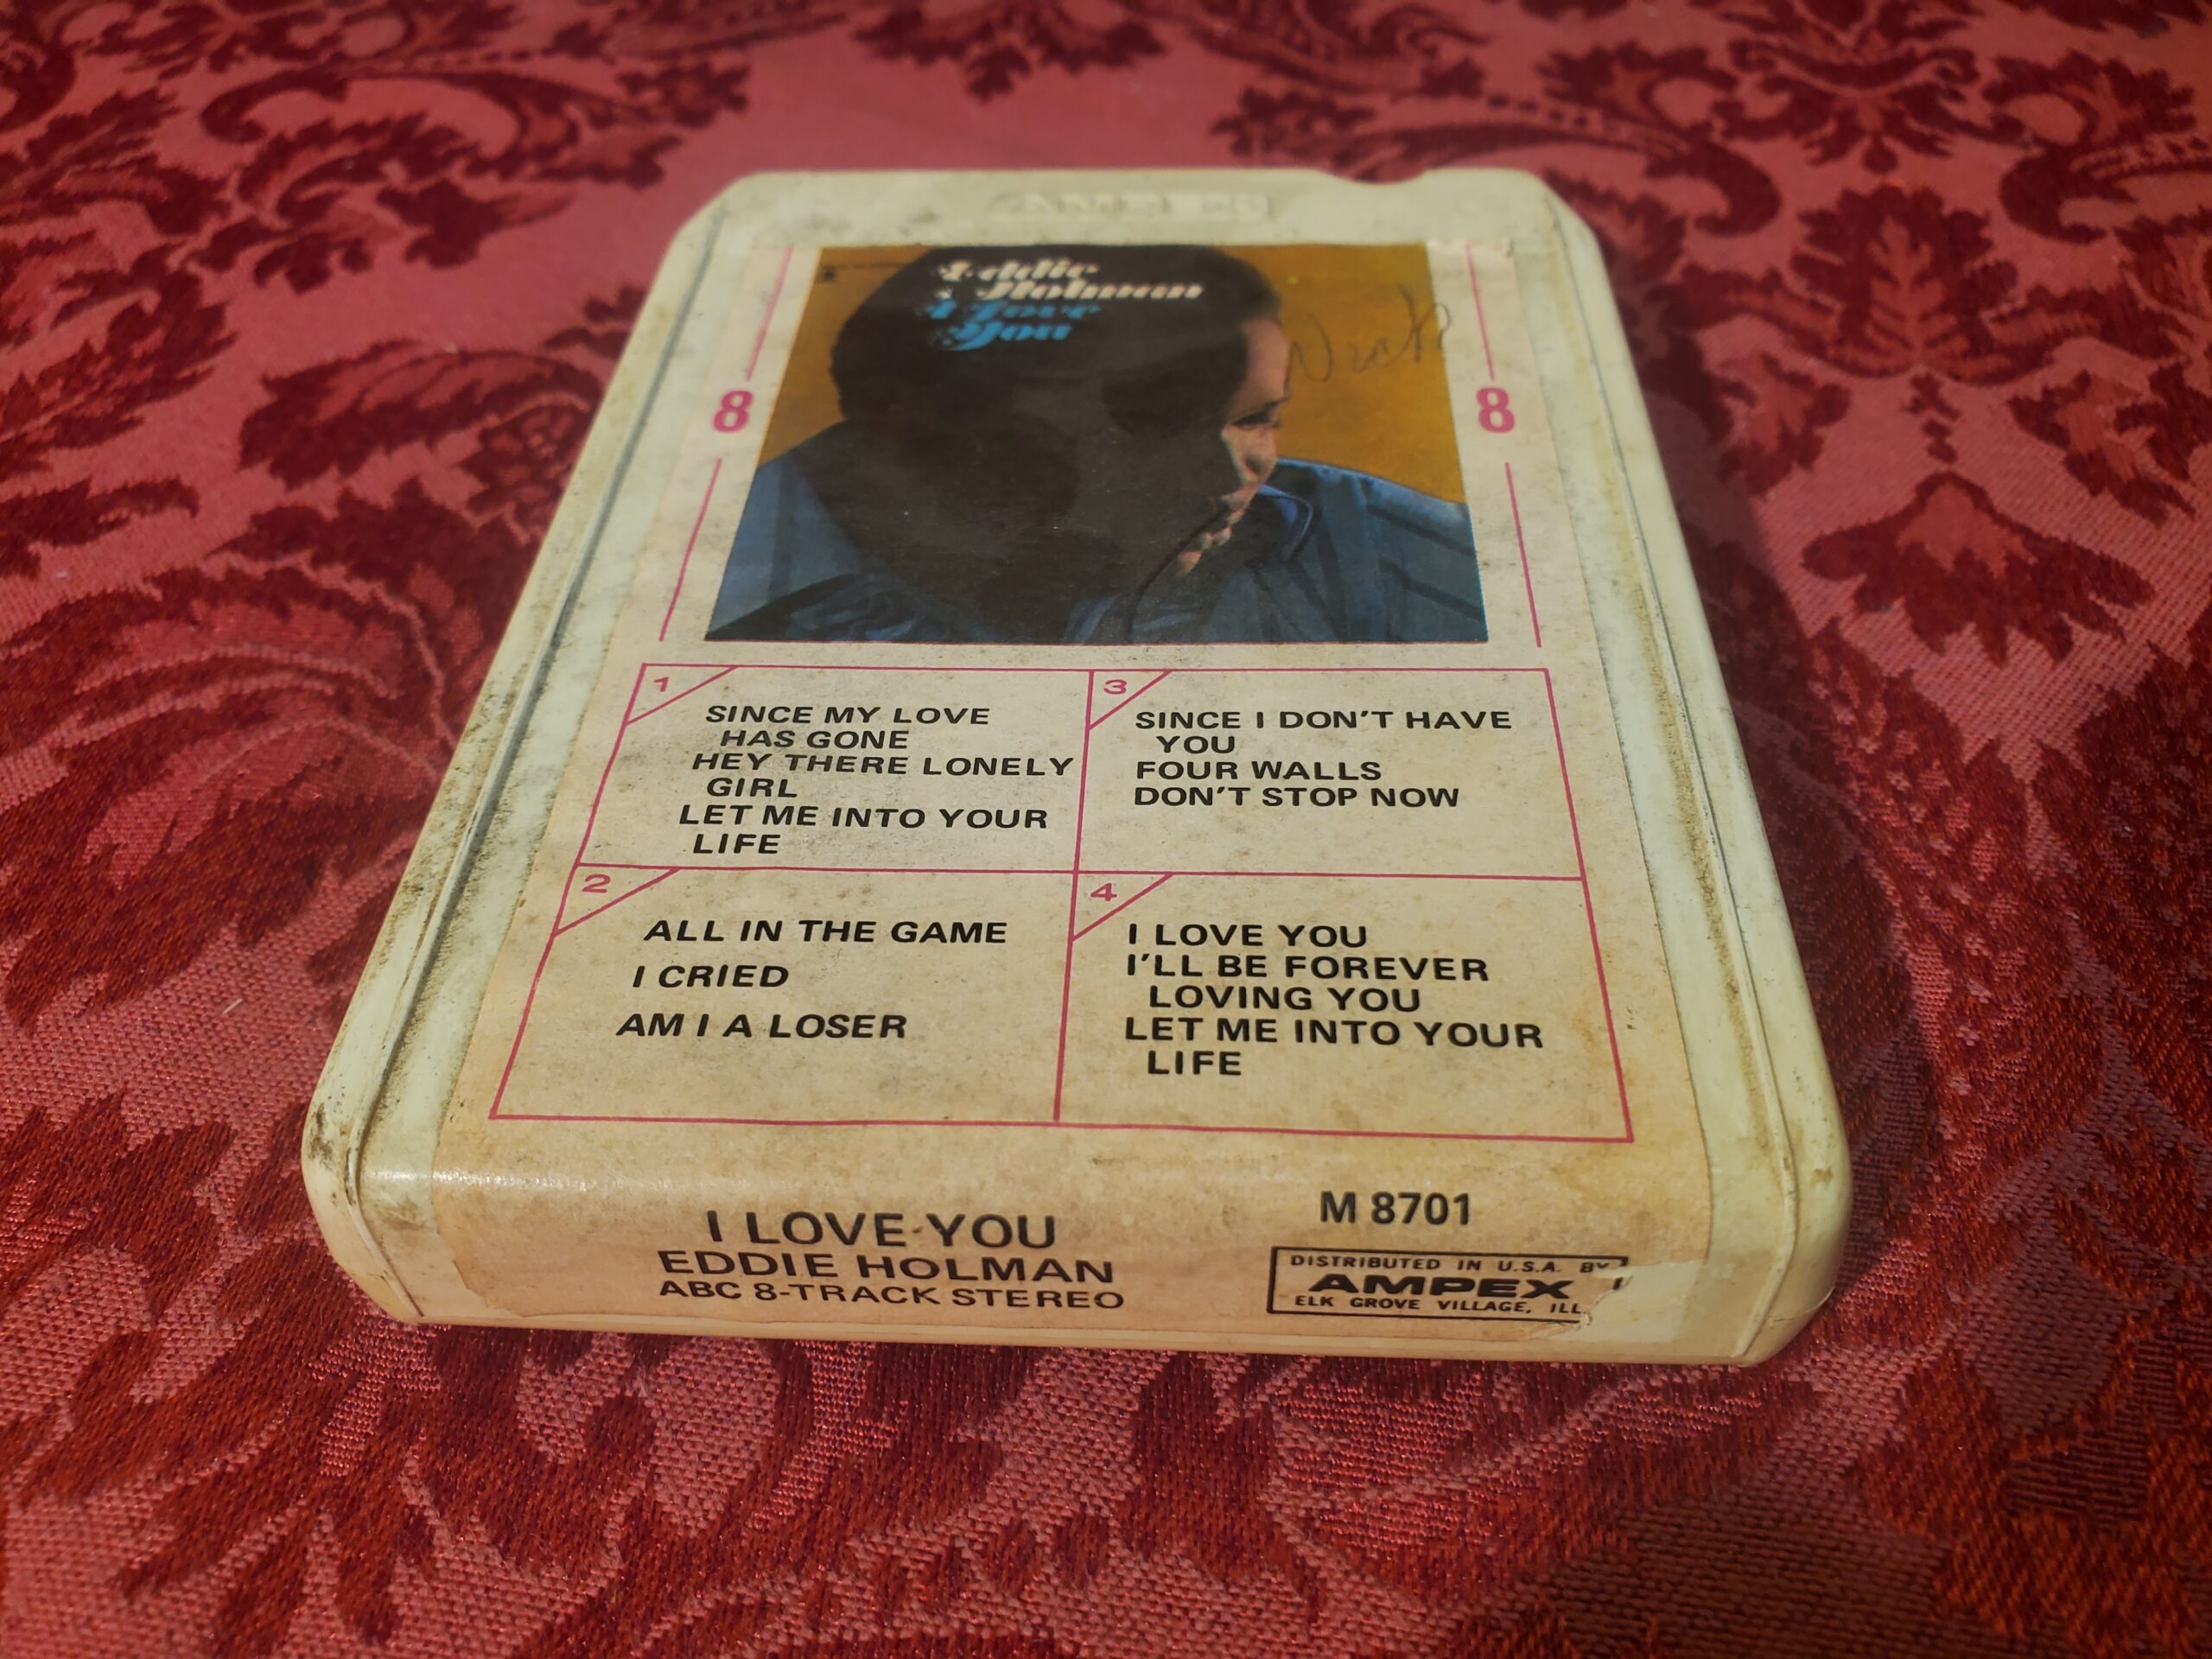 AMPEX
Eddie
Holman
I Love
You
8
8
1
SINCE MY LOVE
HAS GONE
HEY THERE LONELY
GIRL
LET ME INTO YOUR
LIFE
2
ALL IN THE GAME
I CRIED
AM I A LOSER
3
SINCE I DON'T HAVE
YOU
FOUR WALLS
DON'T STOP NOW
4
I LOVE YOU
I'LL BE FOREVER
LOVING YOU
LET ME INTO YOUR
LIFE
I LOVE YOU
EDDIE HOLMAN
ABC 8-TRACK STEREO
M 8701
DISTRIBUTED IN U.S.A. BY
AMPEX
ELK GROVE VILLAGE, ILL